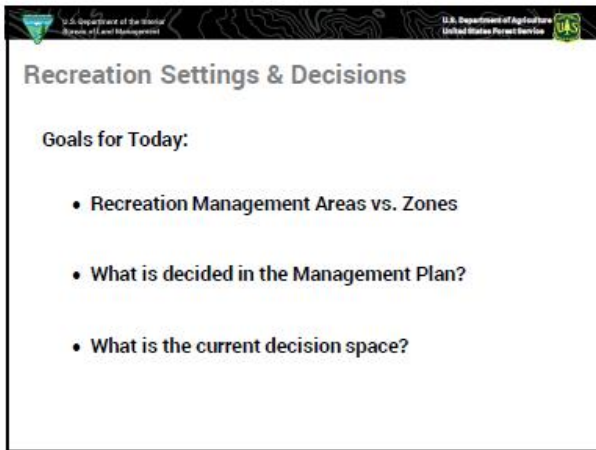 U.S. Department of the Interior
Bureau of Land Management
U.S. Department of Agriculture
United States Forest Service
UAS
Recreation Settings & Decisions
Goals for Today:
• Recreation Management Areas vs. Zones
• What is decided in the Management Plan?
• What is the current decision space?